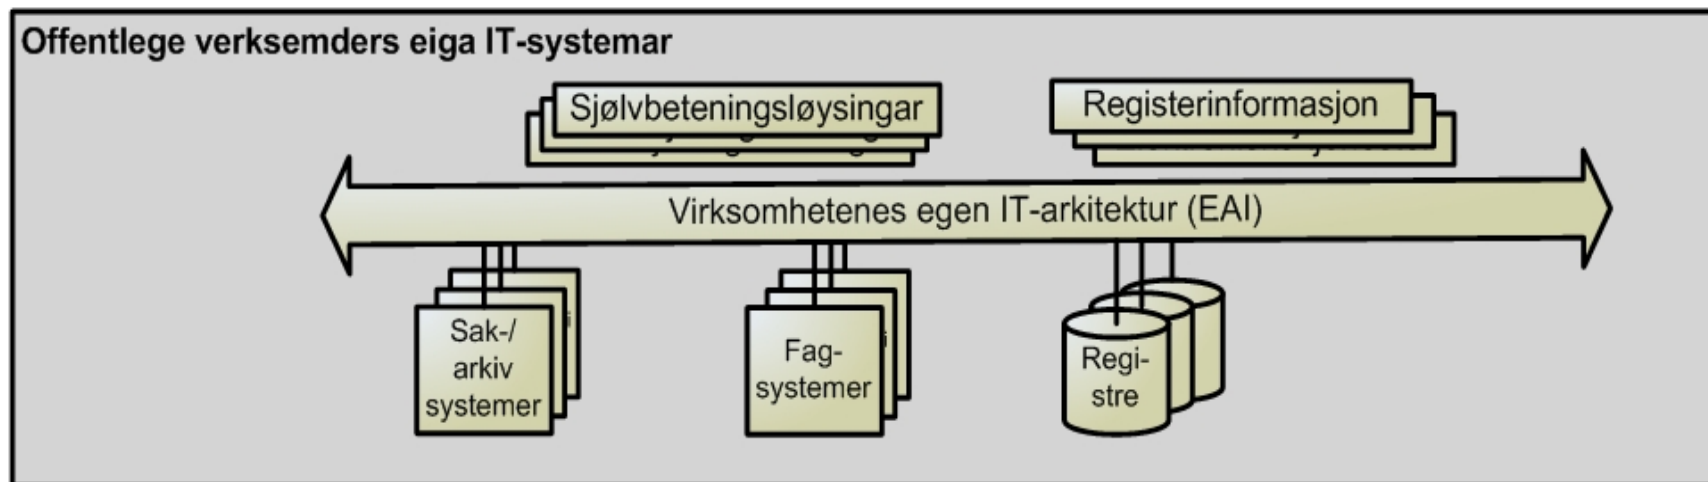 Offentlege verksemders eiga IT-systemar
Sjølvbeteningsløysingar
Registerinformasjon
Virksomhetenes egen IT-arkitektur (EAI)
Sak-/
arkiv
systemer
Fag-
systemer
Regi-
stre